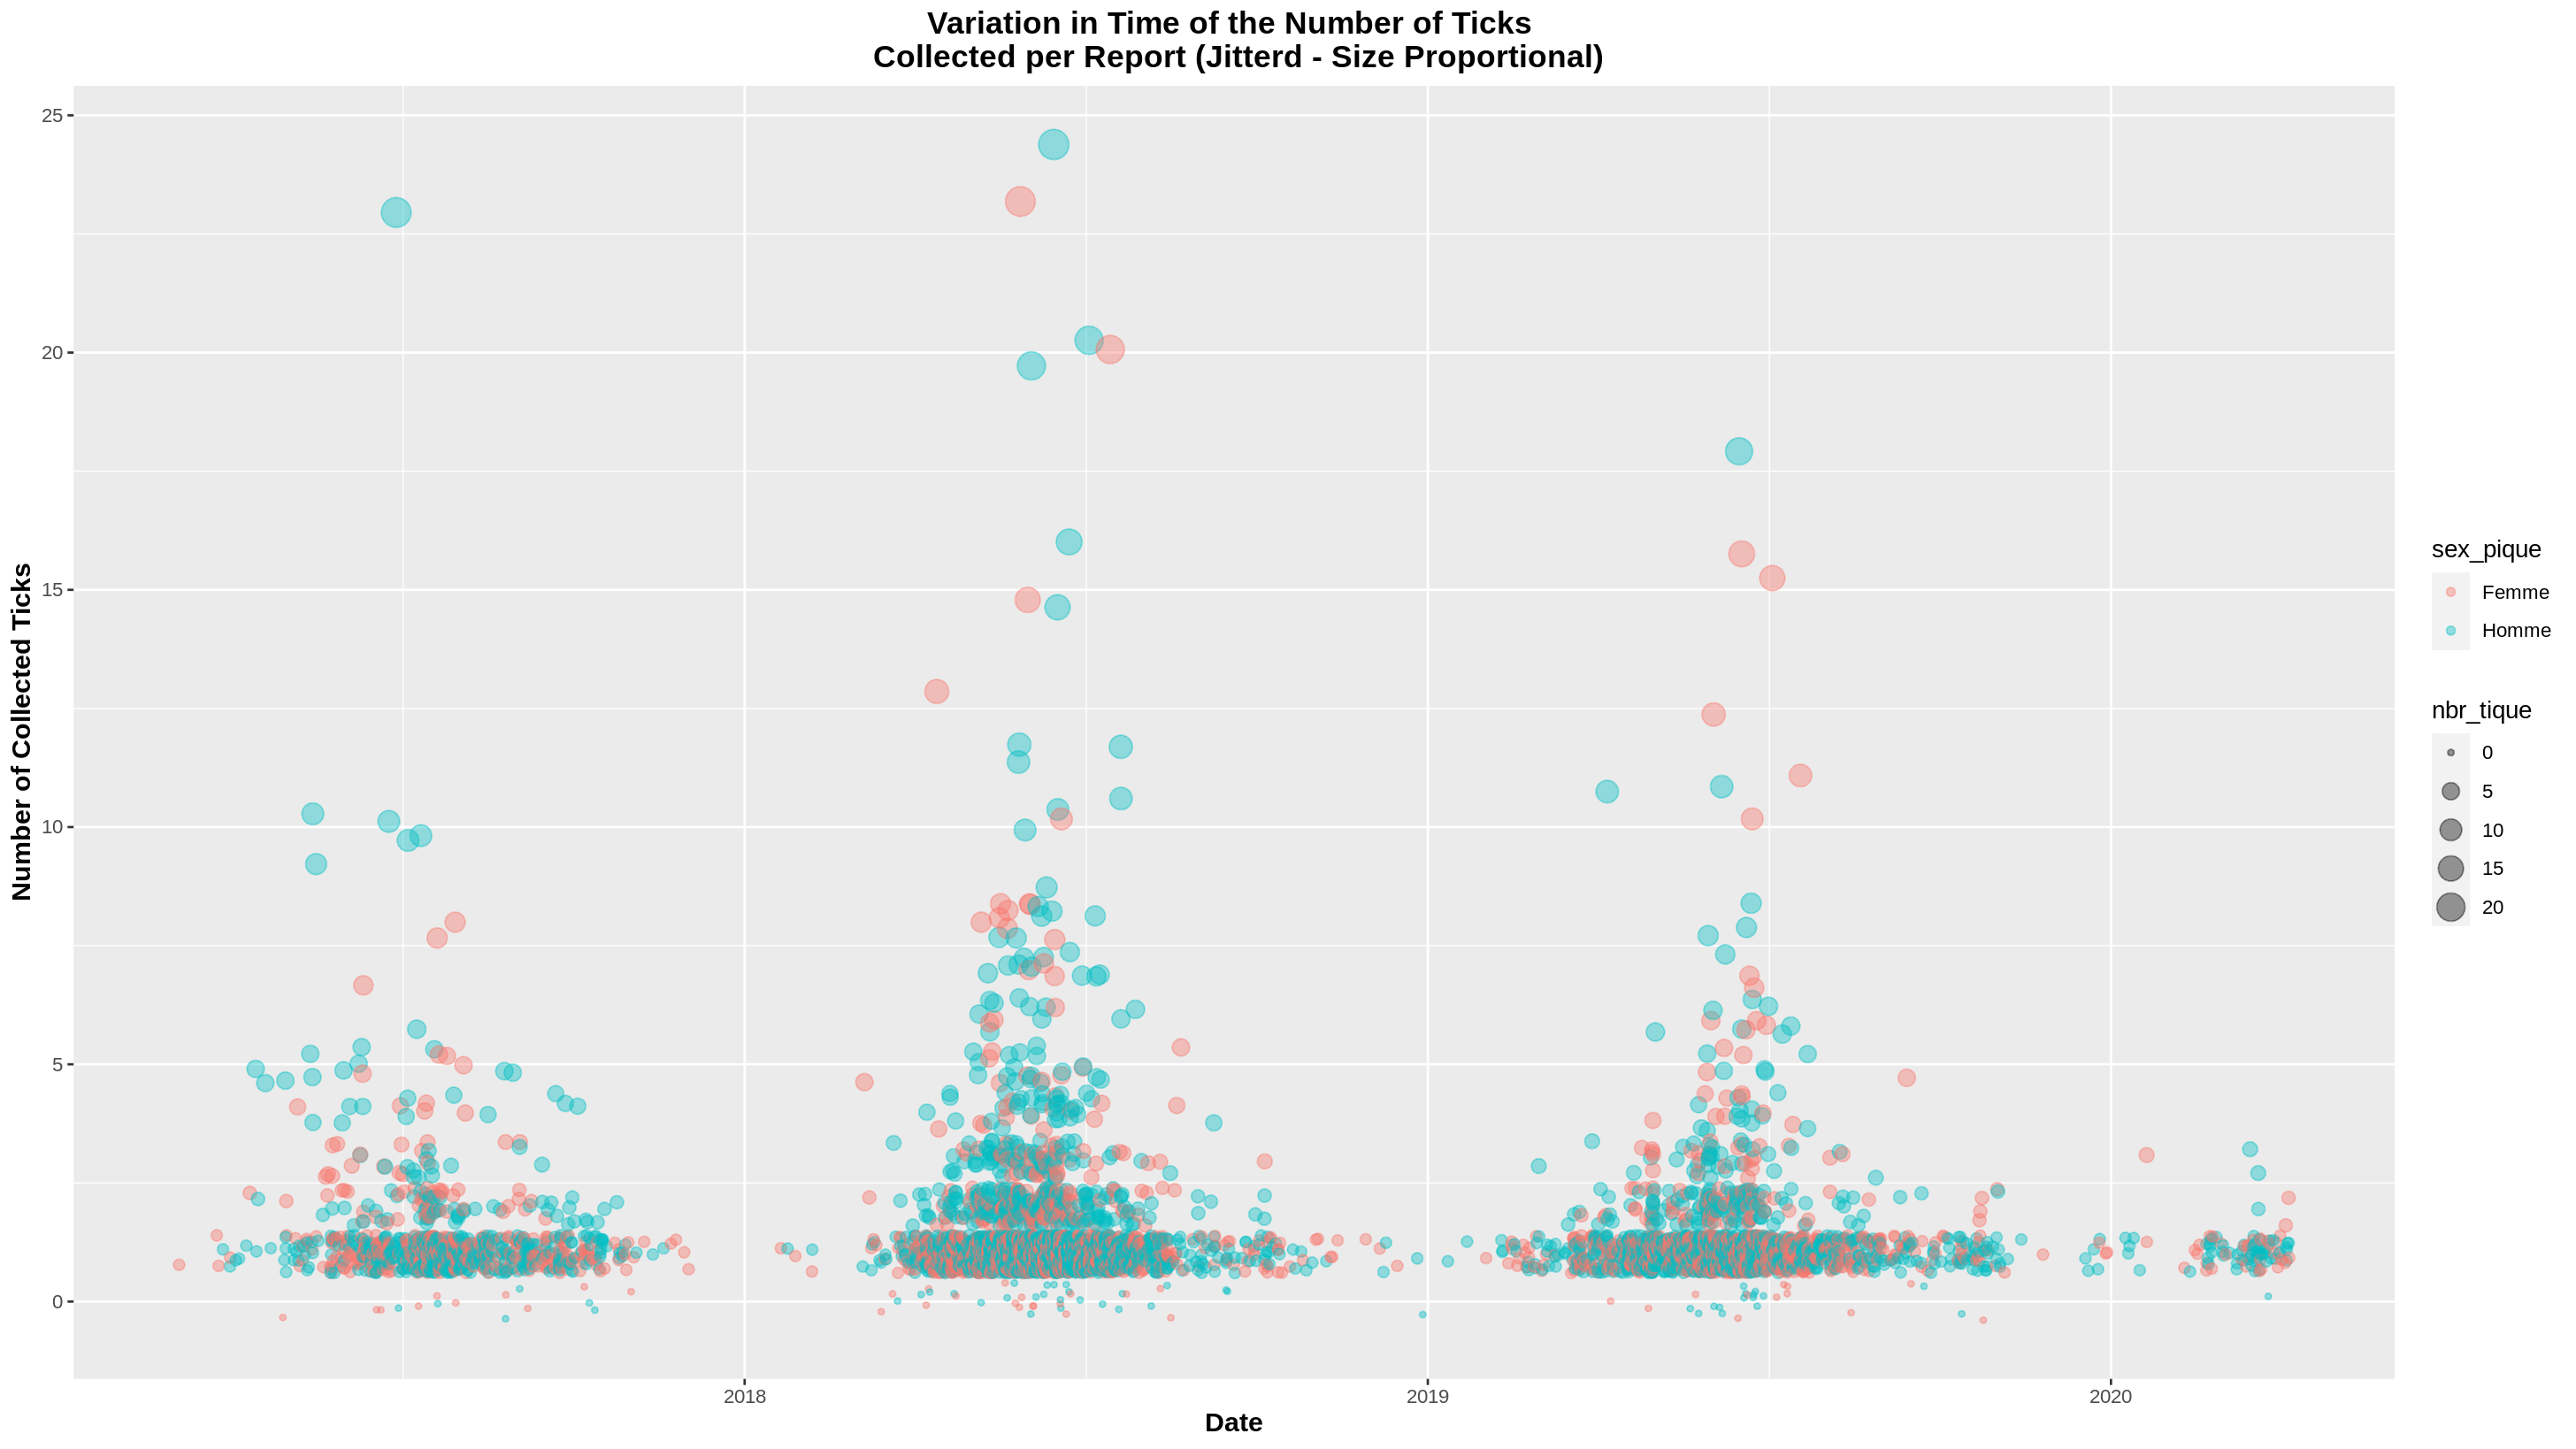 Variation in Time of the Number of Ticks
Collected per Report (Jitterd - Size Proportional)
Number of Collected Ticks
25
20
15
10
5
0
2018
2019
2020
Date
sex_pique
Femme
Homme
nbr_tique
0
5
10
15
20